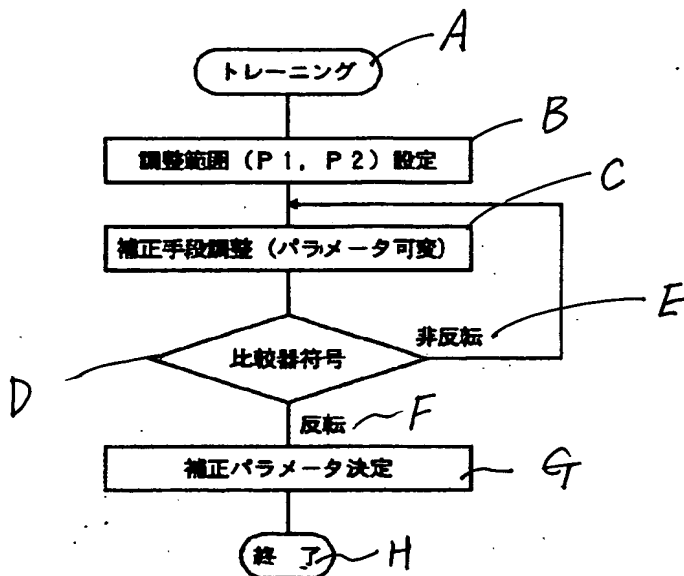 A
トレーニング
B
調整範囲（Ｐ１，Ｐ２）設定
C
補正手段調整（パラメータ可変）
E
非反転
比較器符号
D
F
反転
補正パラメータ決定
G
終　了
H